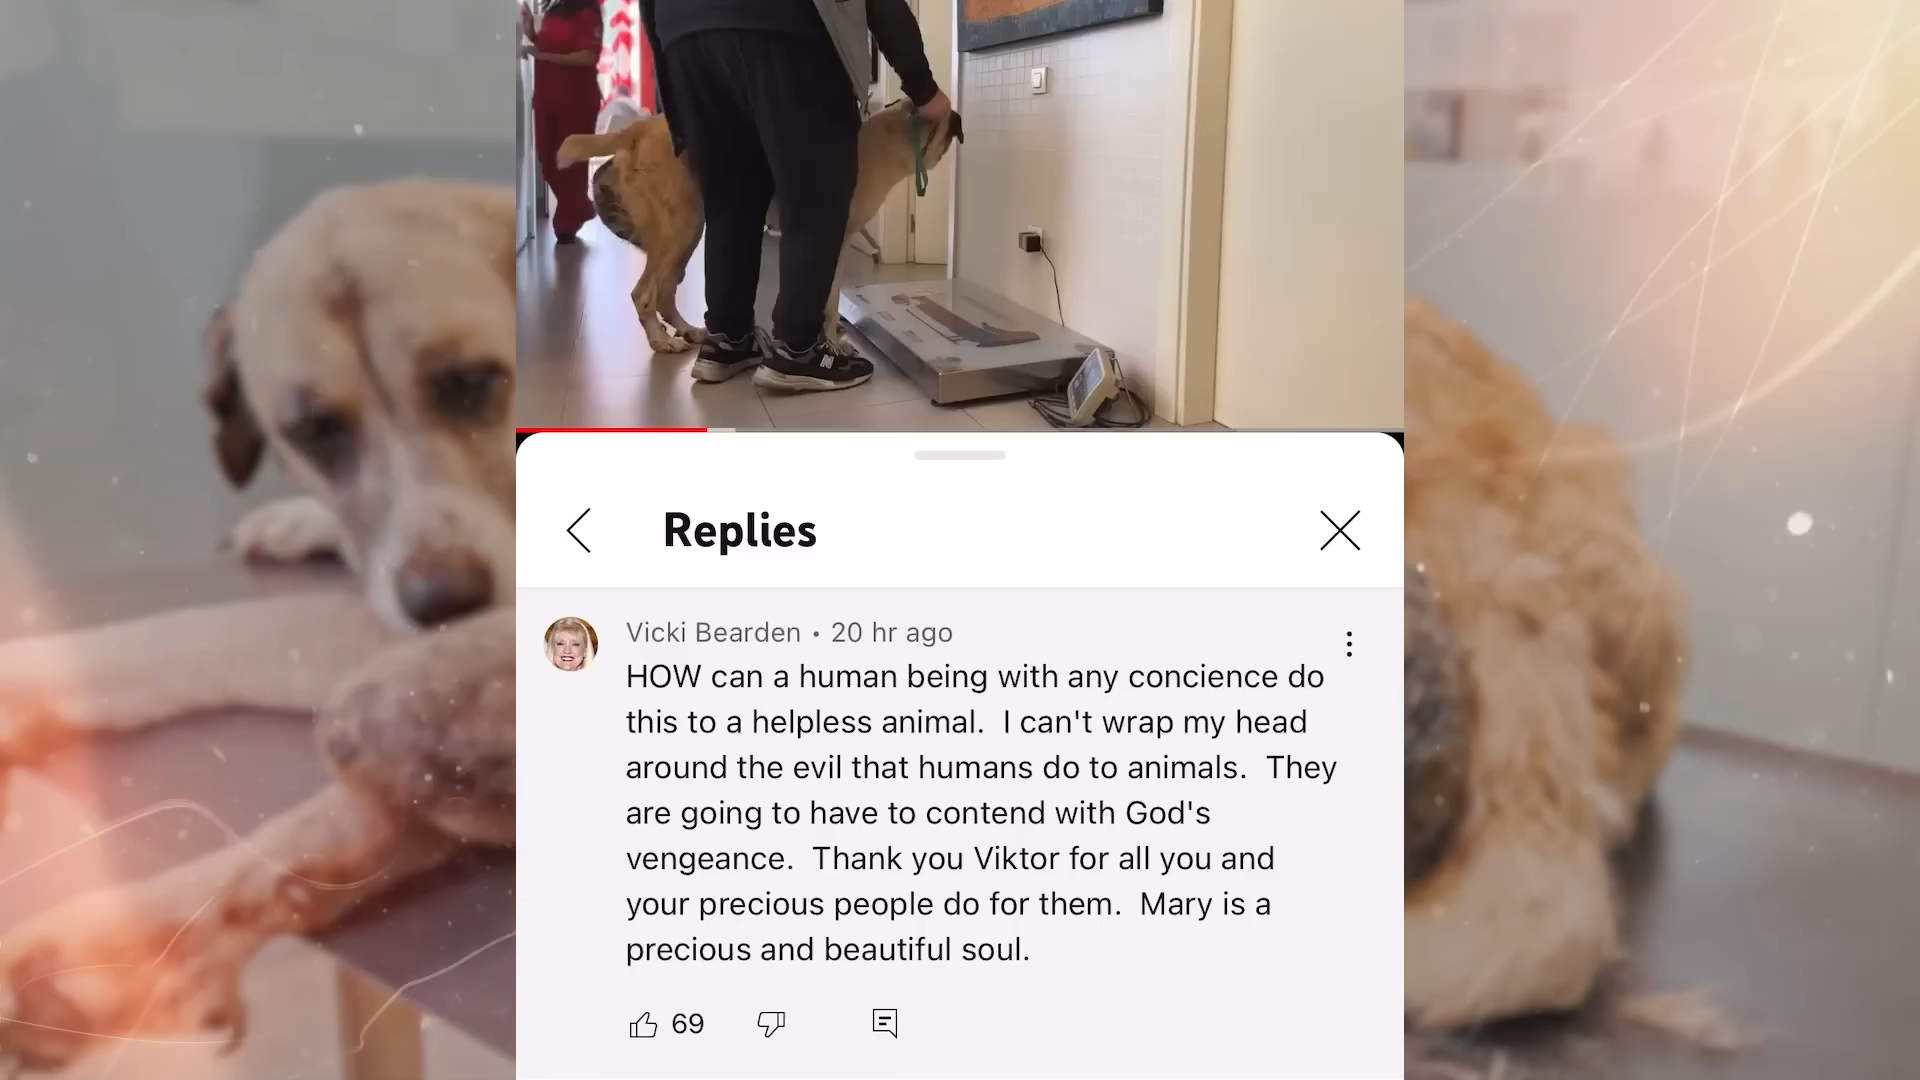 N
Replies
Vicki Bearden • 20 hr ago
HOW can a human being with any concience do
this to a helpless animal.  I can't wrap my head
around the evil that humans do to animals.  They
are going to have to contend with God's
vengeance.  Thank you Viktor for all you and
your precious people do for them.  Mary is a
precious and beautiful soul.
69